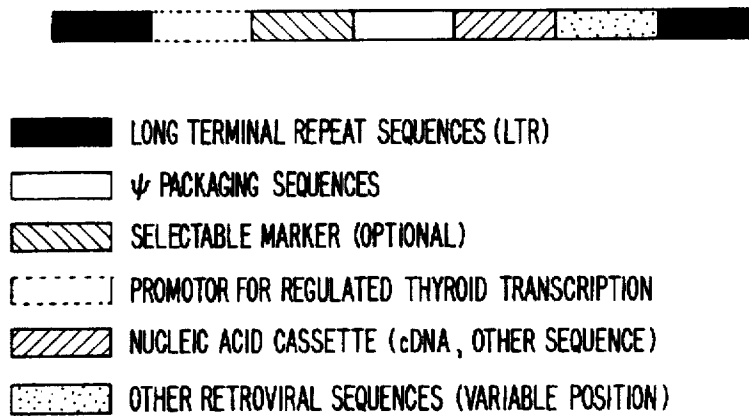 LONG TERMINAL REPEAT SEQUENCES (LTR)
ψ PACKAGING SEQUENCES
SELECTABLE MARKER (OPTIONAL)
PROMOTOR FOR REGULATED THYROID TRANSCRIPTION
NUCLEIC ACID CASSETTE (cDNA, OTHER SEQUENCE)
OTHER RETROVIRAL SEQUENCES (VARIABLE POSITION)